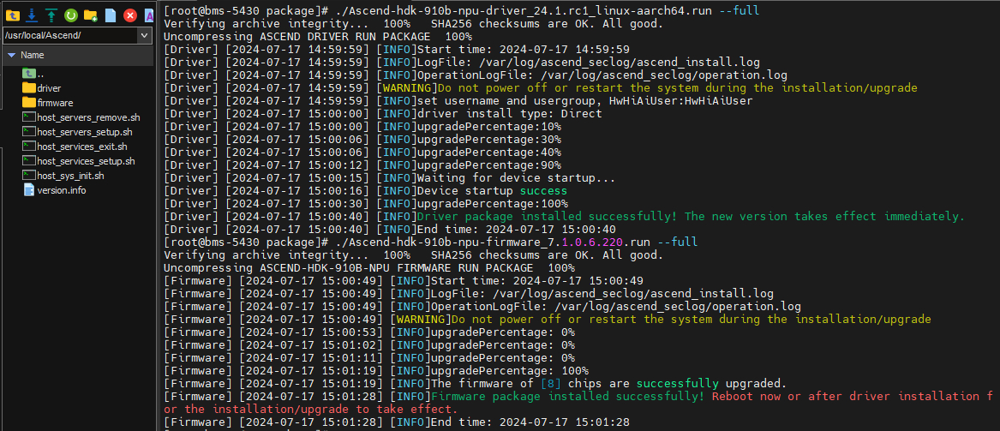 /usr/local/Ascend/
Name
..
driver
firmware
host_servers_remove.sh
host_servers_setup.sh
host_services_exit.sh
host_services_setup.sh
host_sys_init.sh
version.info
[root@bms-5430 package]# ./Ascend-hdk-910b-npu-driver_24.1.rc1_linux-aarch64.run --full
Verifying archive integrity...  100%   SHA256 checksums are OK. All good.
Uncompressing ASCEND DRIVER RUN PACKAGE  100%
[Driver] [2024-07-17 14:59:59] [INFO]Start time: 2024-07-17 14:59:59
[Driver] [2024-07-17 14:59:59] [INFO]LogFile: /var/log/ascend_seclog/ascend_install.log
[Driver] [2024-07-17 14:59:59] [INFO]OperationLogFile: /var/log/ascend_seclog/operation.log
[Driver] [2024-07-17 14:59:59] [WARNING]Do not power off or restart the system during the installation/upgrade
[Driver] [2024-07-17 14:59:59] [INFO]set username and usergroup, HwHiAiUser:HwHiAiUser
[Driver] [2024-07-17 15:00:00] [INFO]driver install type: Direct
[Driver] [2024-07-17 15:00:00] [INFO]upgradePercentage:10%
[Driver] [2024-07-17 15:00:06] [INFO]upgradePercentage:30%
[Driver] [2024-07-17 15:00:06] [INFO]upgradePercentage:40%
[Driver] [2024-07-17 15:00:12] [INFO]upgradePercentage:90%
[Driver] [2024-07-17 15:00:15] [INFO]Waiting for device startup...
[Driver] [2024-07-17 15:00:16] [INFO]Device startup success
[Driver] [2024-07-17 15:00:30] [INFO]upgradePercentage:100%
[Driver] [2024-07-17 15:00:40] [INFO]Driver package installed successfully! The new version takes effect immediately.
[Driver] [2024-07-17 15:00:40] [INFO]End time: 2024-07-17 15:00:40
[root@bms-5430 package]# ./Ascend-hdk-910b-npu-firmware_7.1.0.6.220.run --full
Verifying archive integrity...  100%   SHA256 checksums are OK. All good.
Uncompressing ASCEND-HDK-910B-NPU FIRMWARE RUN PACKAGE  100%
[Firmware] [2024-07-17 15:00:49] [INFO]Start time: 2024-07-17 15:00:49
[Firmware] [2024-07-17 15:00:49] [INFO]LogFile: /var/log/ascend_seclog/ascend_install.log
[Firmware] [2024-07-17 15:00:49] [INFO]OperationLogFile: /var/log/ascend_seclog/operation.log
[Firmware] [2024-07-17 15:00:49] [WARNING]Do not power off or restart the system during the installation/upgrade
[Firmware] [2024-07-17 15:00:53] [INFO]upgradePercentage: 0%
[Firmware] [2024-07-17 15:01:02] [INFO]upgradePercentage: 0%
[Firmware] [2024-07-17 15:01:11] [INFO]upgradePercentage: 0%
[Firmware] [2024-07-17 15:01:19] [INFO]upgradePercentage: 100%
[Firmware] [2024-07-17 15:01:19] [INFO]The firmware of [8] chips are successfully upgraded.
[Firmware] [2024-07-17 15:01:28] [INFO]Firmware package installed successfully! Reboot now or after driver installation f
or the installation/upgrade to take effect.
[Firmware] [2024-07-17 15:01:28] [INFO]End time: 2024-07-17 15:01:28